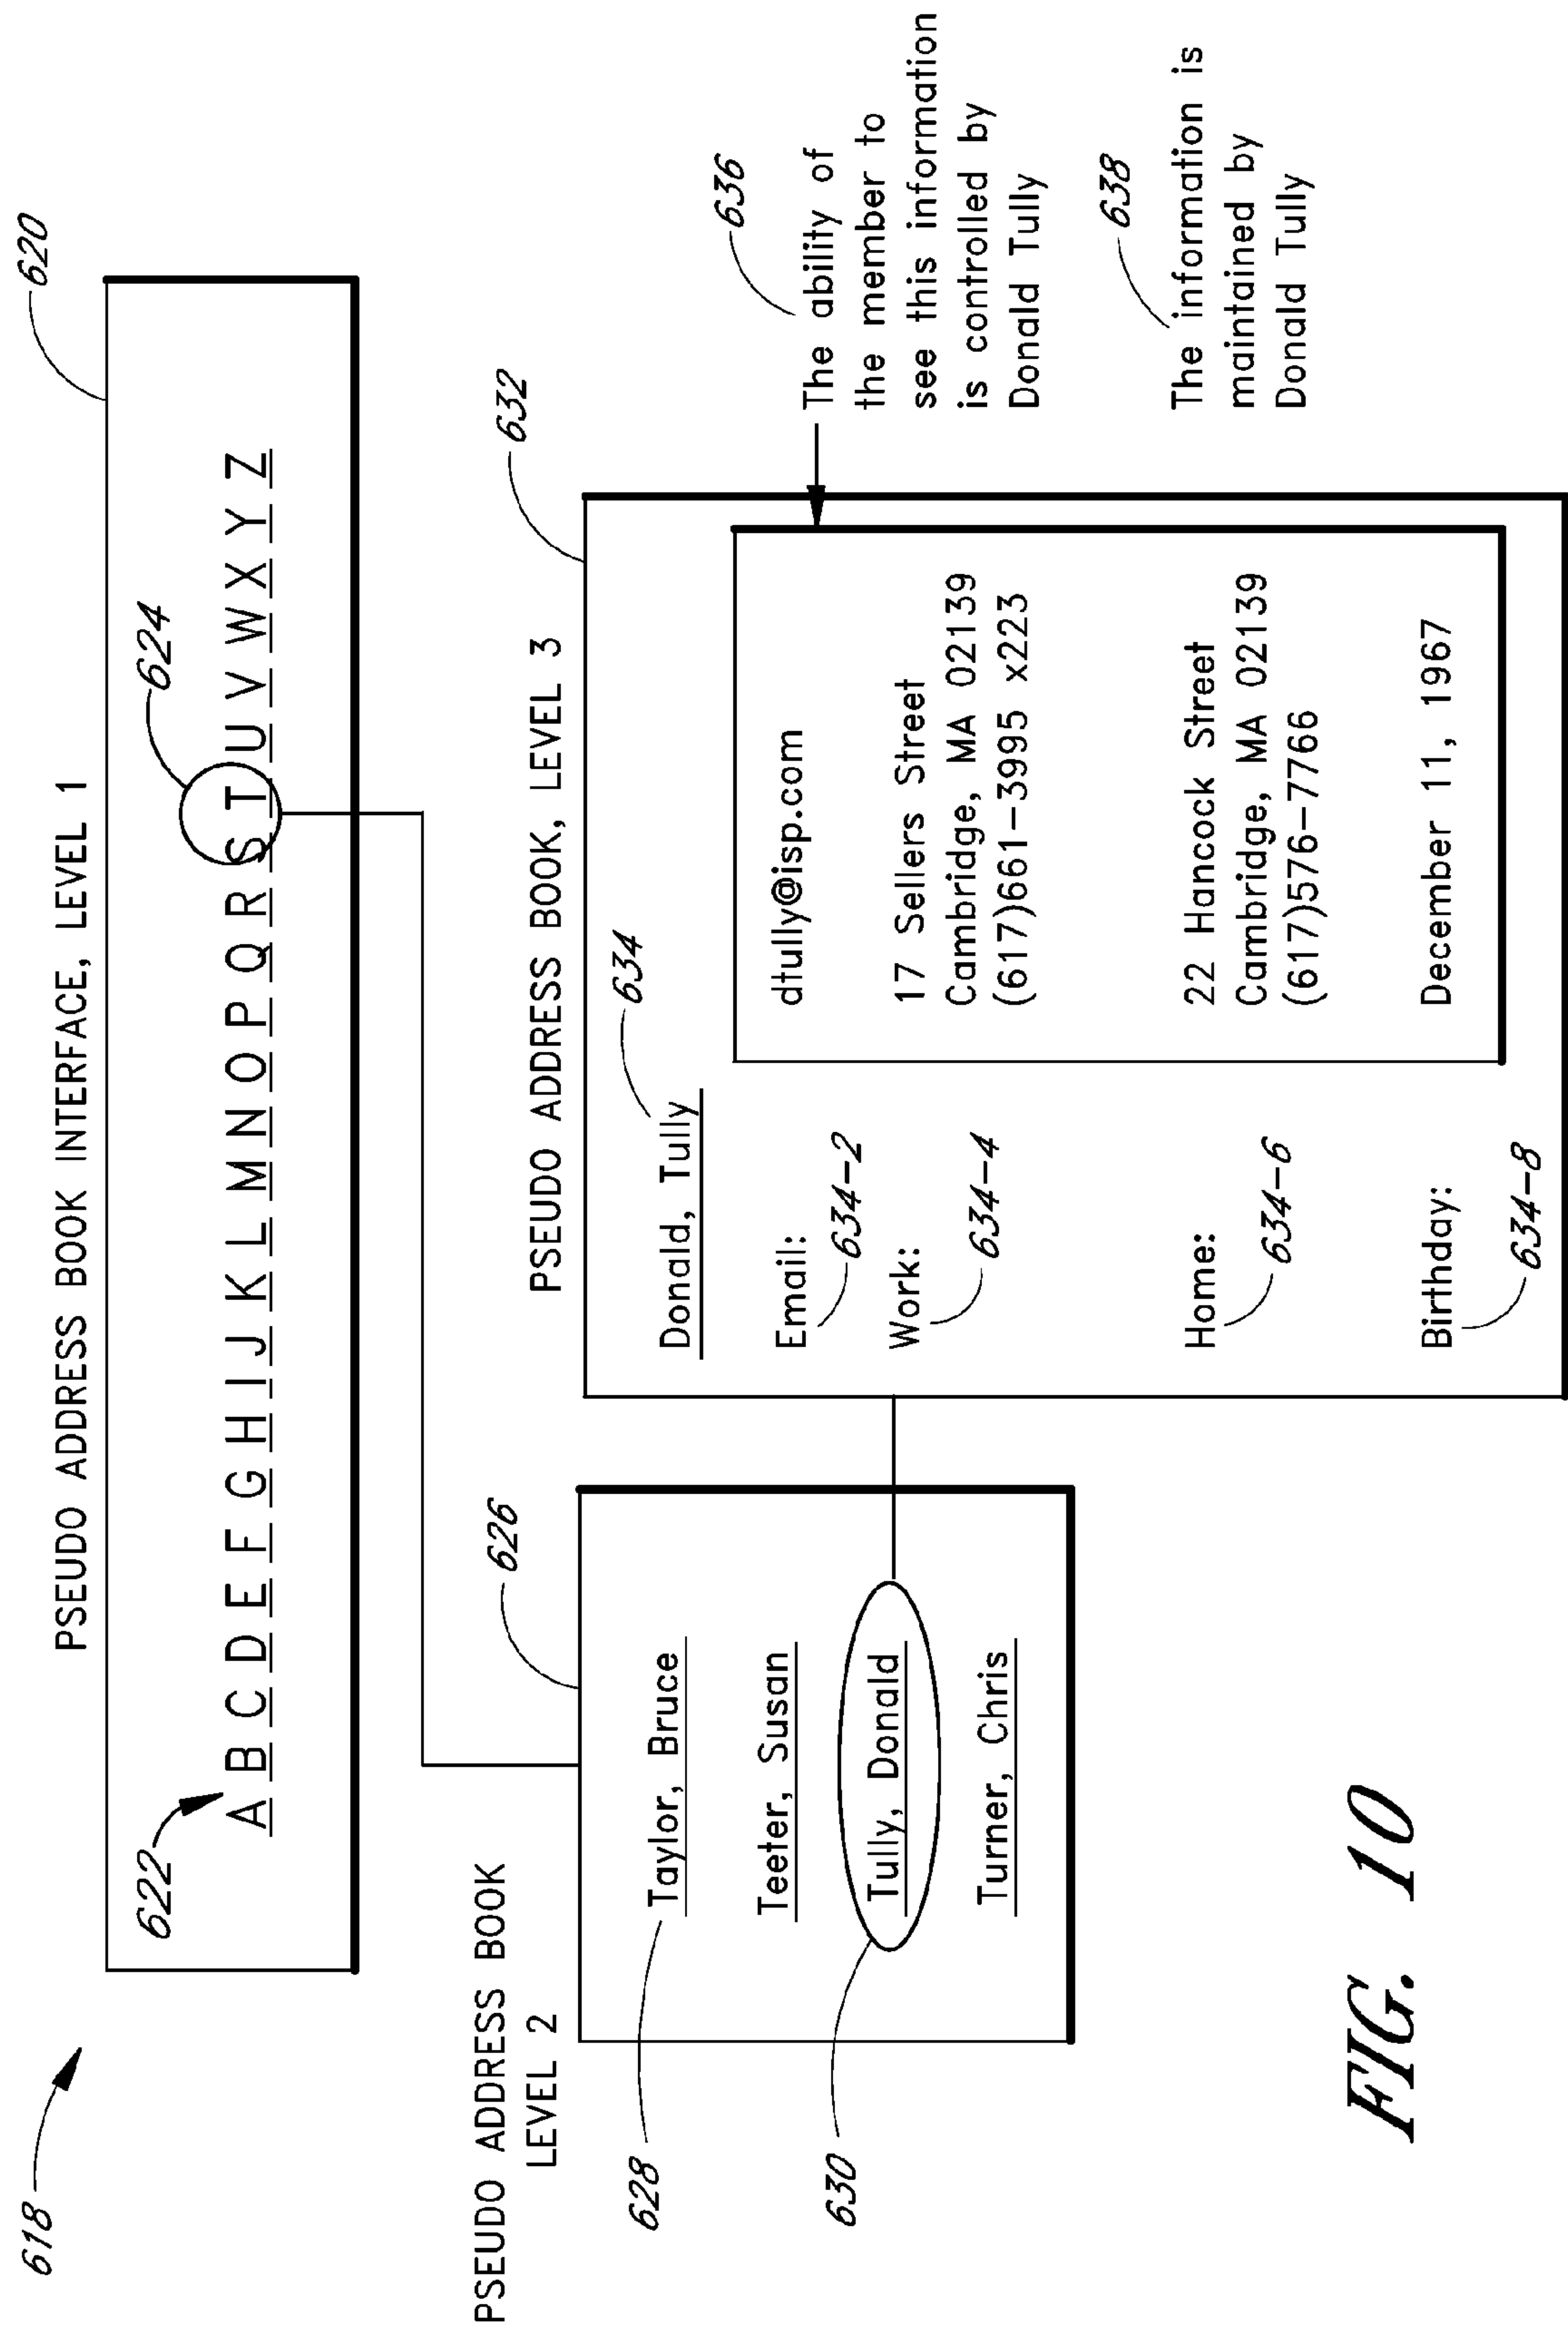 618
PSEUDO ADDRESS BOOK INTERFACE, LEVEL 1
620
622
624
A B C D E F G H I J K L M N O P Q R S T U V W X Y Z
PSEUDO ADDRESS BOOK
LEVEL 2
626
628
Taylor, Bruce
Teeter, Susan
630
Tully, Donald
Turner, Chris
PSEUDO ADDRESS BOOK, LEVEL 3
632
Donald, Tully
634
Email:
634-2
dtully@isp.com
Work:
634-4
17 Sellers Street
Cambridge, MA 02139
(617)661-3995 x223
Home:
634-6
22 Hancock Street
Cambridge, MA 02139
(617)576-7766
Birthday:
634-8
December 11, 1967
636
The ability of
the member to
see this information
is controlled by
Donald Tully
638
The information is
maintained by
Donald Tully
FIG. 10